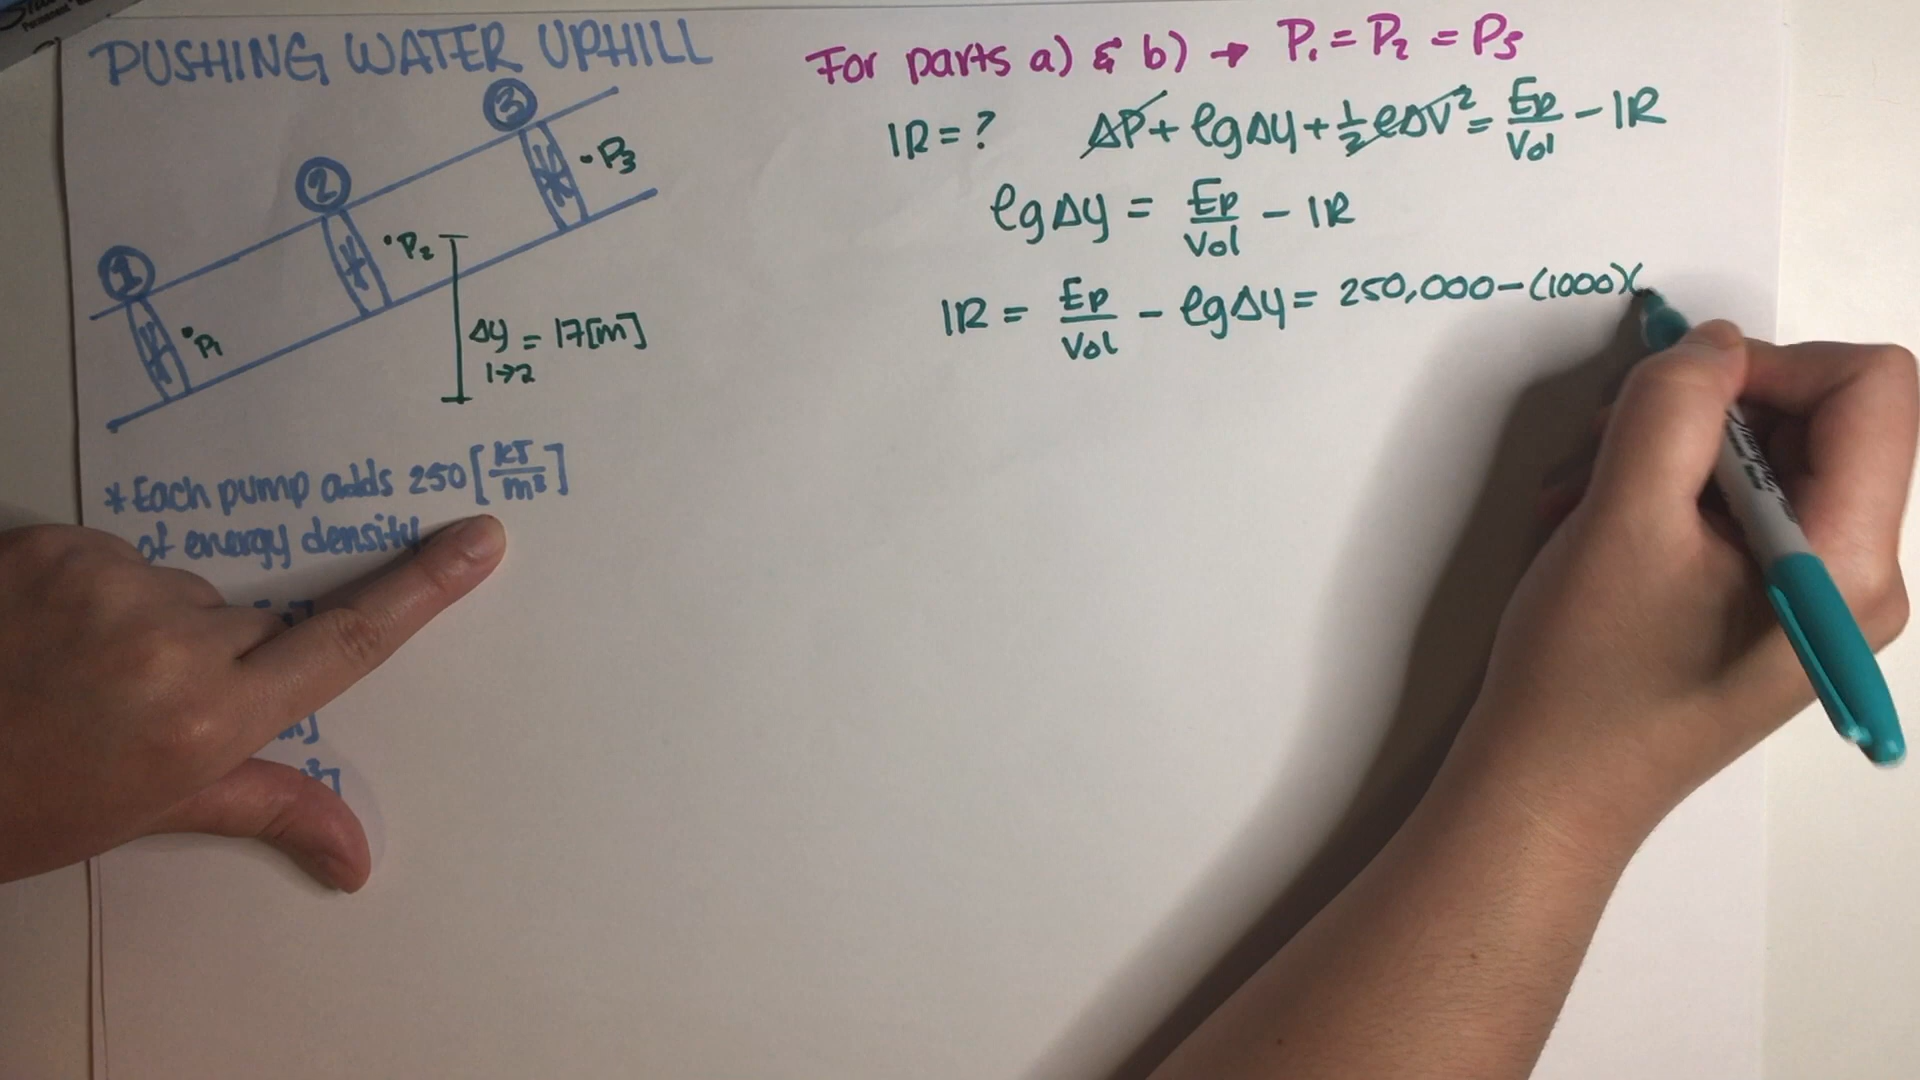 PUSHING WATER UPHILL
1
2
3
• P₁
• P₂
• P₃
Δy = 17[m]
1→2
* Each pump adds 250 [kJ/m³]
of energy density
For parts a) & b) → P₁ = P₂ = P₃
IR = ? ΔP + ρgΔy + 1/2 ρΔv² = Ep/Vol - IR
ρgΔy = Ep/Vol - IR
IR = Ep/Vol - ρgΔy = 250,000 - (1000)(